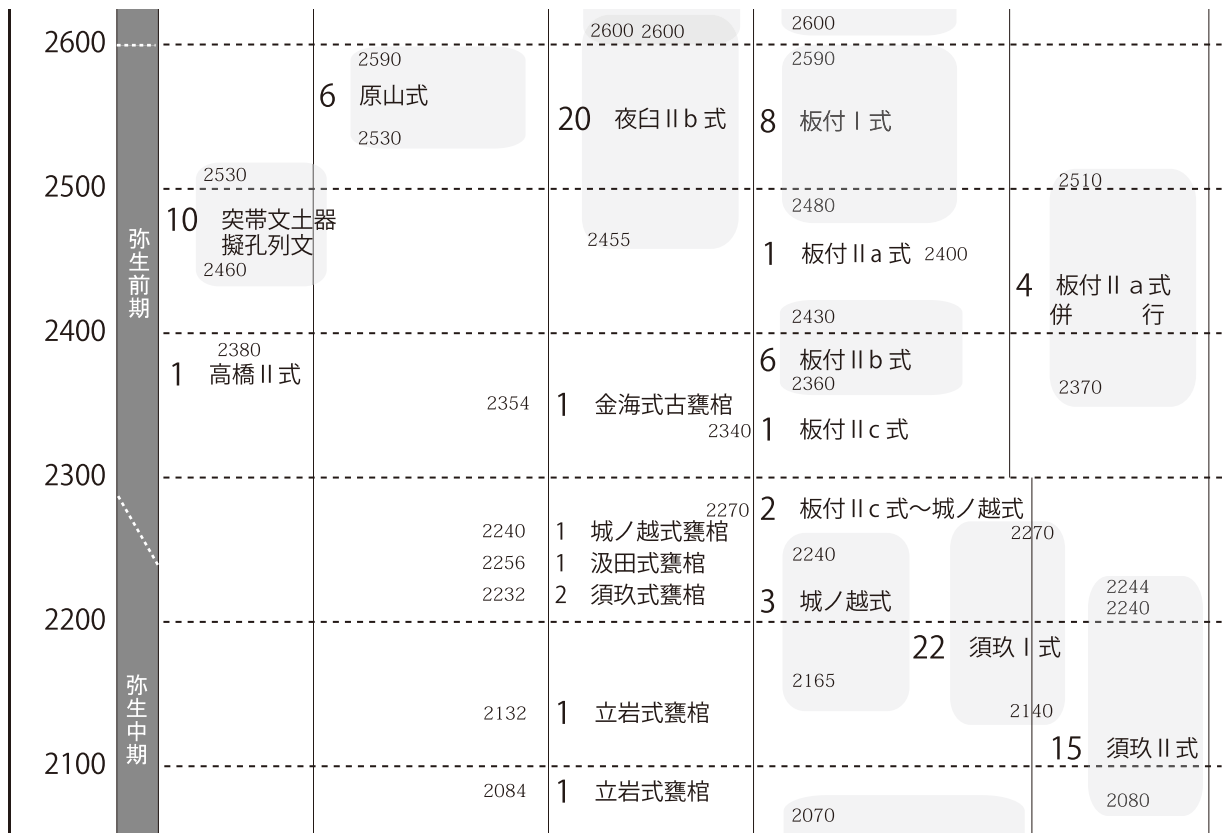 2600
2500
2400
2300
2200
2100
弥生前期
弥生中期
2530
10 突帯文土器
擬孔列文
2460
2380
1 高橋Ⅱ式
2590
6 原山式
2530
2600 2600
20 夜臼Ⅱb式
2455
2354 1 金海式古甕棺
2240 1 城ノ越式甕棺
2256 1 汲田式甕棺
2232 2 須玖式甕棺
2132 1 立岩式甕棺
2084 1 立岩式甕棺
2600
2590
8 板付Ⅰ式
2480
1 板付Ⅱa式 2400
2430
6 板付Ⅱb式
2360
2340 1 板付Ⅱc式
2270 2 板付Ⅱc式〜城ノ越式
2240
3 城ノ越式
2165
2270
22 須玖Ⅰ式
2140
2070
2510
4 板付Ⅱa式
併 行
2370
2244
2240
15 須玖Ⅱ式
2080